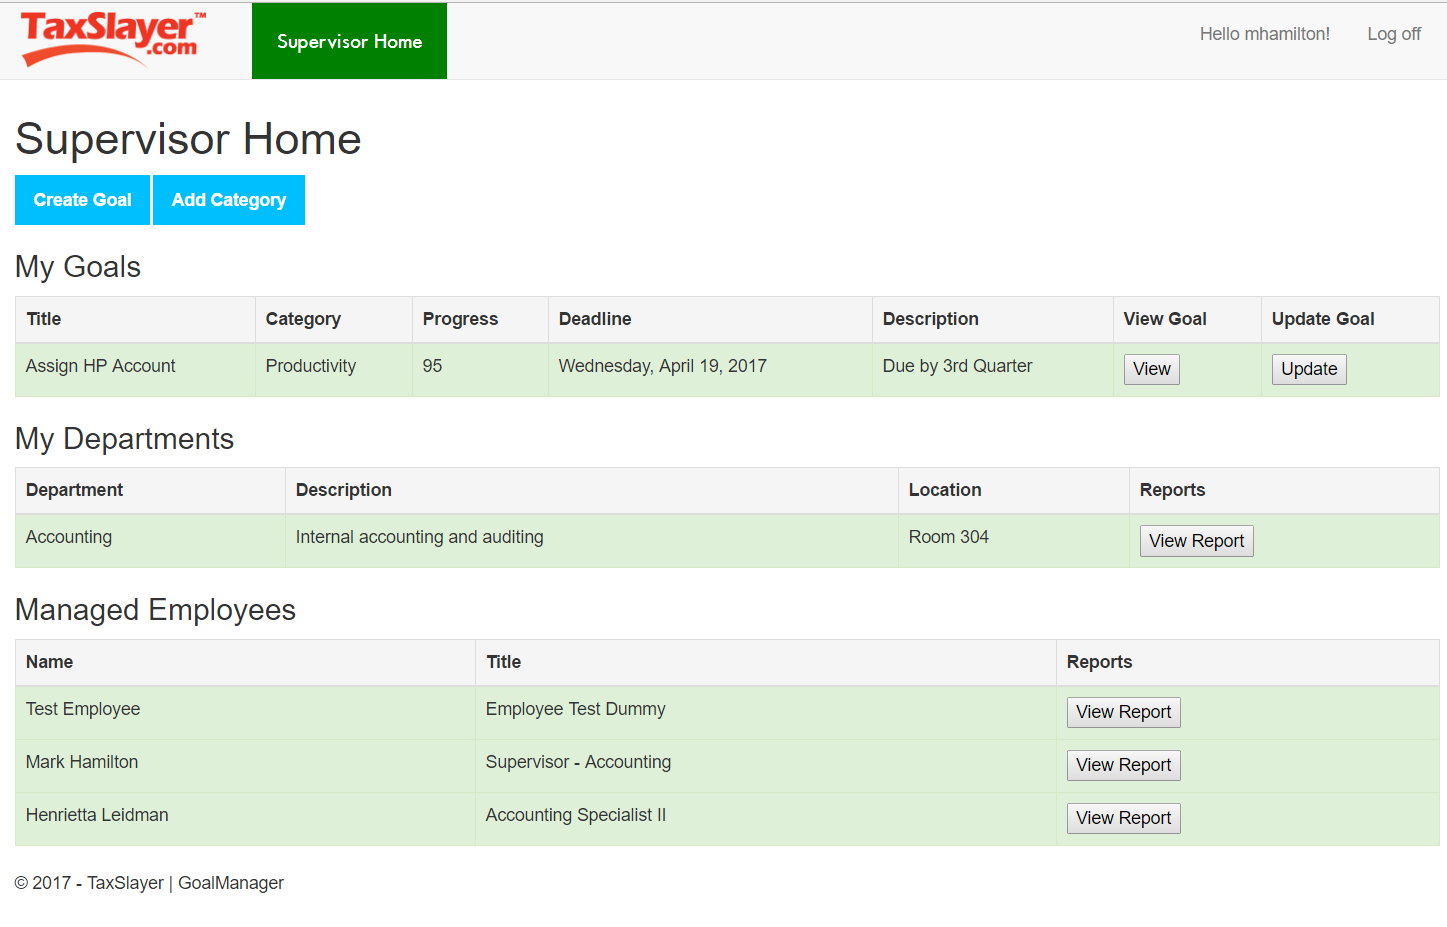 TaxSlayer™
.com
Supervisor Home
Hello mhamilton!
Log off
Supervisor Home
Create Goal
Add Category
My Goals
Title Category Progress Deadline Description View Goal Update Goal
Assign HP Account Productivity 95 Wednesday, April 19, 2017 Due by 3rd Quarter View Update
My Departments
Department Description Location Reports
Accounting Internal accounting and auditing Room 304 View Report
Managed Employees
Name Title Reports
Test Employee Employee Test Dummy View Report
Mark Hamilton Supervisor - Accounting View Report
Henrietta Leidman Accounting Specialist II View Report
© 2017 - TaxSlayer | GoalManager